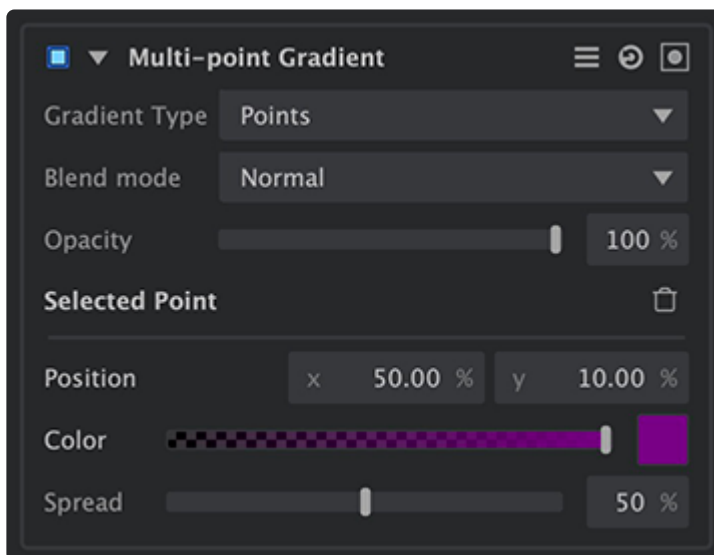 Multi-point Gradient
Gradient Type Points
Blend mode Normal
Opacity 100 %
Selected Point
Position x 50.00 % y 10.00 %
Color
Spread 50 %